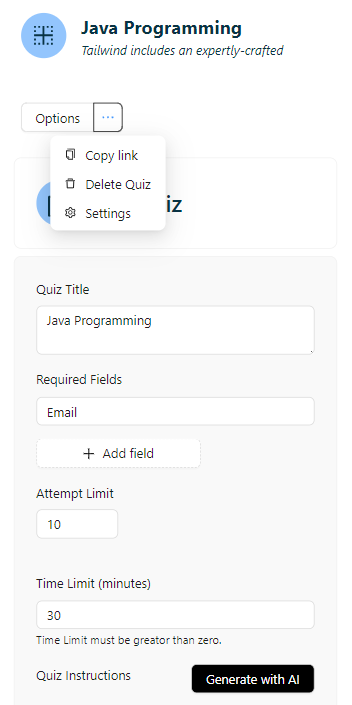 Java Programming
Tailwind includes an expertly-crafted
Options
...
Copy link
Delete Quiz
Settings
iz
Quiz Title
Java Programming
Required Fields
Email
+ Add field
Attempt Limit
10
Time Limit (minutes)
30
Time Limit must be greator than zero.
Quiz Instructions
Generate with AI